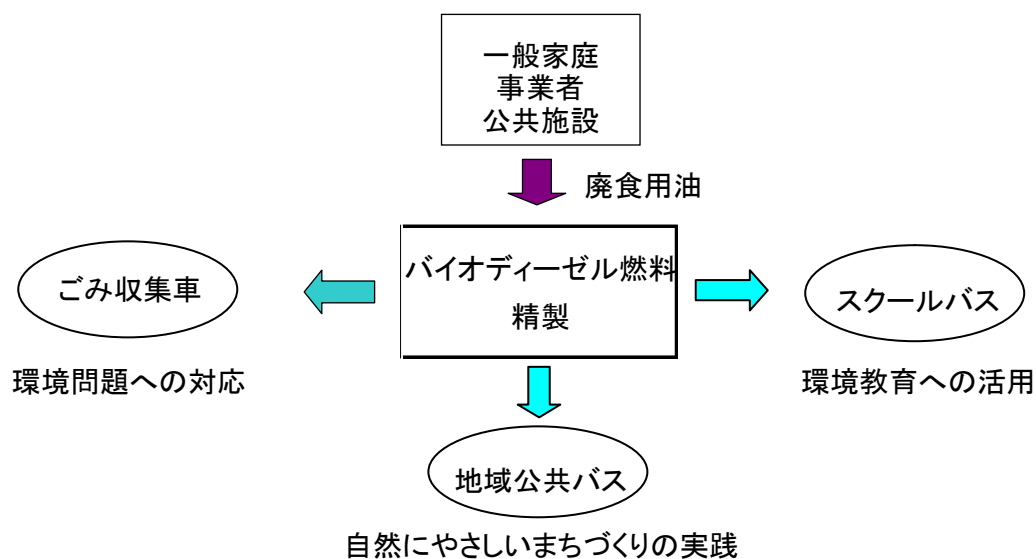 一般家庭
事業者
公共施設
廃食用油
バイオディーゼル燃料
精製
ごみ収集車
環境問題への対応
スクールバス
環境教育への活用
地域公共バス
自然にやさしいまちづくりの実践